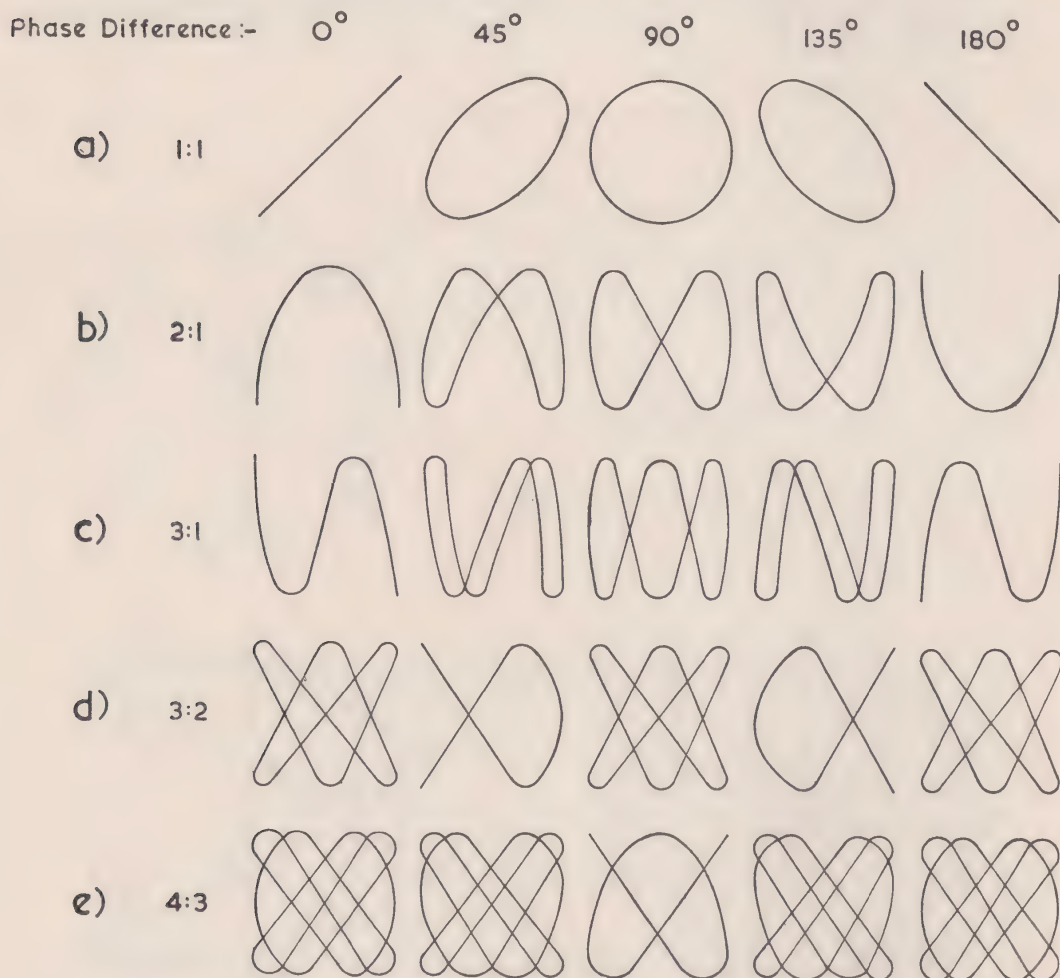 Phase Difference :- 0° 45° 90° 135° 180°
a) 1:1
b) 2:1
c) 3:1
d) 3:2
e) 4:3